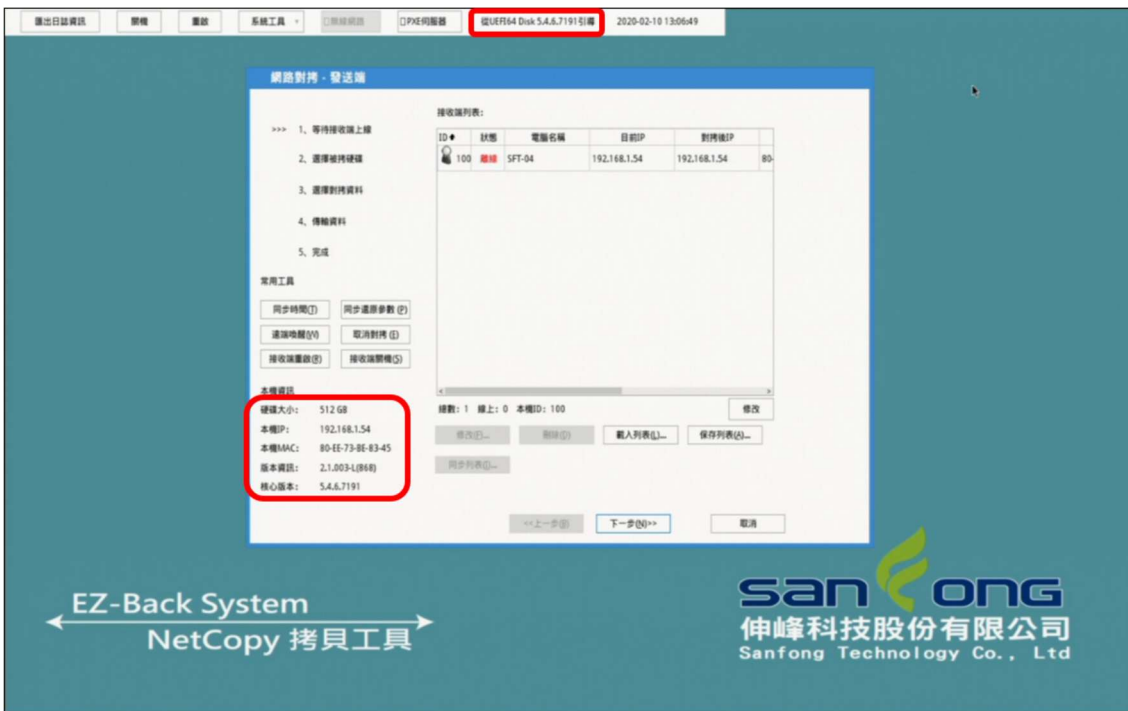 匯出日誌資訊 關機 重啟 系統工具 無線網路 PXE伺服器 從UEFI64 Disk 5.4.6.7191引導 2020-02-10 13:06:49
網路對拷 - 發送端
接收端列表:
>>> 1、等待接收端上線
2、選擇被拷硬碟
3、選擇對拷資料
4、傳輸資料
5、完成
ID 狀態 電腦名稱 目前IP 對拷後IP
100 離線 SFT-04 192.168.1.54 192.168.1.54 80-
常用工具
同步時間(T) 同步還原參數 (P)
遠端喚醒(W) 取消對拷 (E)
接收端重啟(R) 接收端關機(S)
本機資訊
硬碟大小: 512 GB
本機IP: 192.168.1.54
本機MAC: 80-EE-73-BE-83-45
版本資訊: 2.1.003-L(868)
核心版本: 5.4.6.7191
總數: 1 線上: 0 本機ID: 100 修改
修改(F)... 刪除(D) 載入列表(L)... 保存列表(A)...
同步列表(I)...
<<上一步(B) 下一步(N)>> 取消
EZ-Back System
NetCopy 拷貝工具
sanfong
伸峰科技股份有限公司
Sanfong Technology Co., Ltd